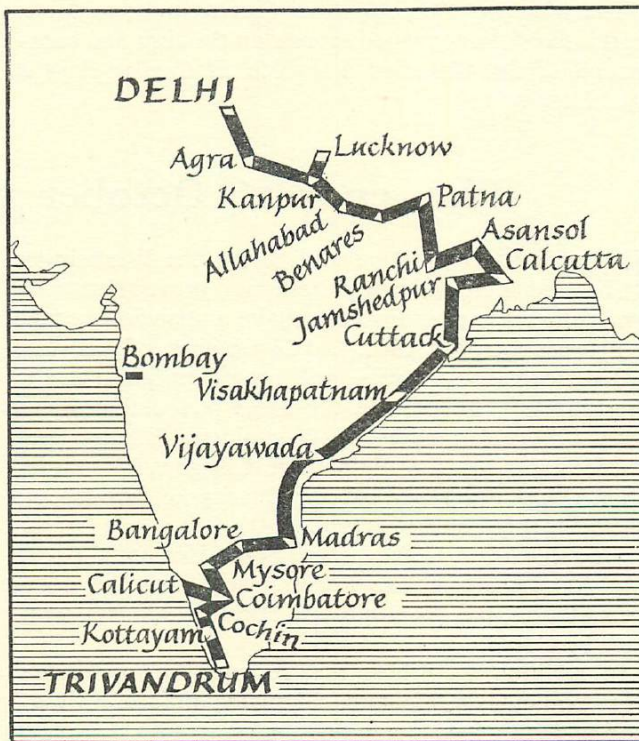 DELHI
Lucknow
Agra
Kanpur
Patna
Allahabad
Benares
Asansol
Ranchi
Calcatta
Jamshedpur
Cuttack
Bombay
Visakhapatnam
Vijayawada
Bangalore
Madras
Mysore
Calicut
Coimbatore
Kottayam
Cochin
TRIVANDRUM